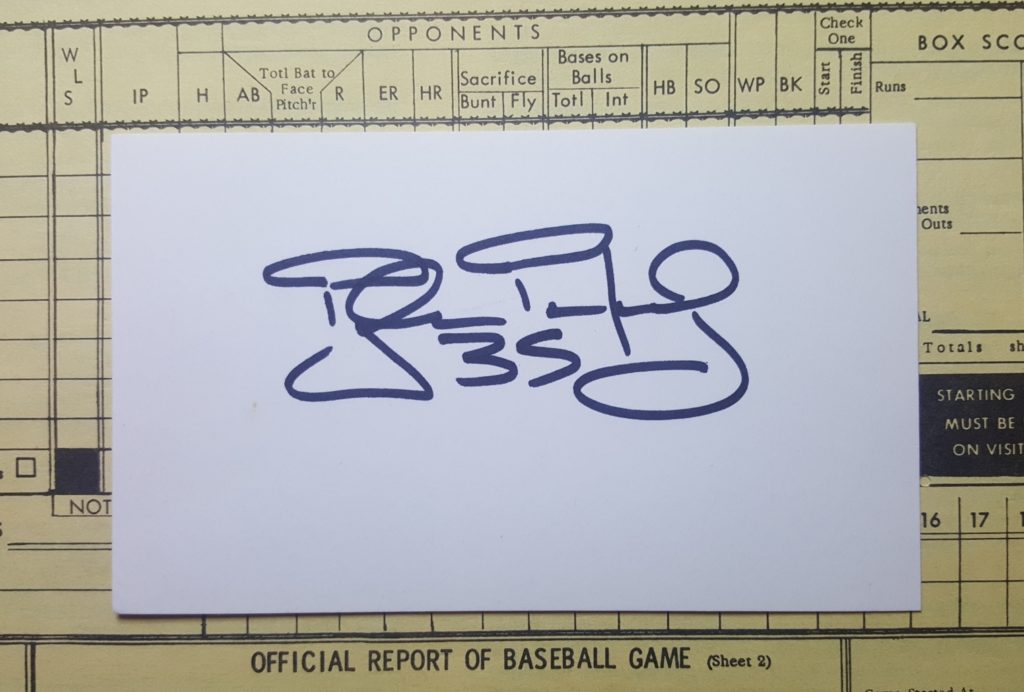 OPPONENTS
Check One
BOX SCO
W L S
IP
H
AB
Totl Bat to Face Pitch'r
R
ER
HR
Sacrifice
Bunt Fly
Bases on Balls
Totl Int
HB
SO
WP
BK
Start
Finish
Runs
Outs
Totals
35
STARTING
MUST BE
ON VISIT
NOT
16 17
OFFICIAL REPORT OF BASEBALL GAME (Sheet 2)